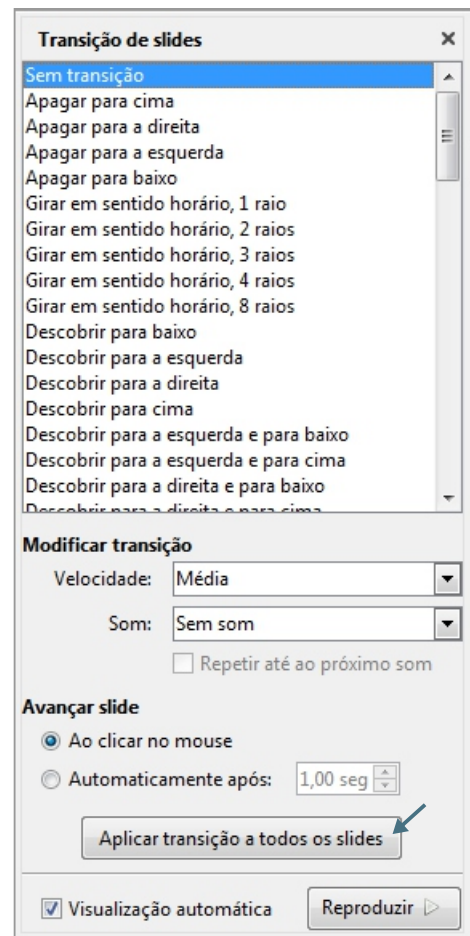 Transição de slides
Sem transição
Apagar para cima
Apagar para a direita
Apagar para a esquerda
Apagar para baixo
Girar em sentido horário, 1 raio
Girar em sentido horário, 2 raios
Girar em sentido horário, 3 raios
Girar em sentido horário, 4 raios
Girar em sentido horário, 8 raios
Descobrir para baixo
Descobrir para a esquerda
Descobrir para a direita
Descobrir para cima
Descobrir para a esquerda e para baixo
Descobrir para a esquerda e para cima
Descobrir para a direita e para baixo
Descobrir para a direita e para cima
Modificar transição
Velocidade: Média
Som: Sem som
Repetir até ao próximo som
Avançar slide
Ao clicar no mouse
Automaticamente após: 1,00 seg
Aplicar transição a todos os slides
Visualização automática Reproduzir